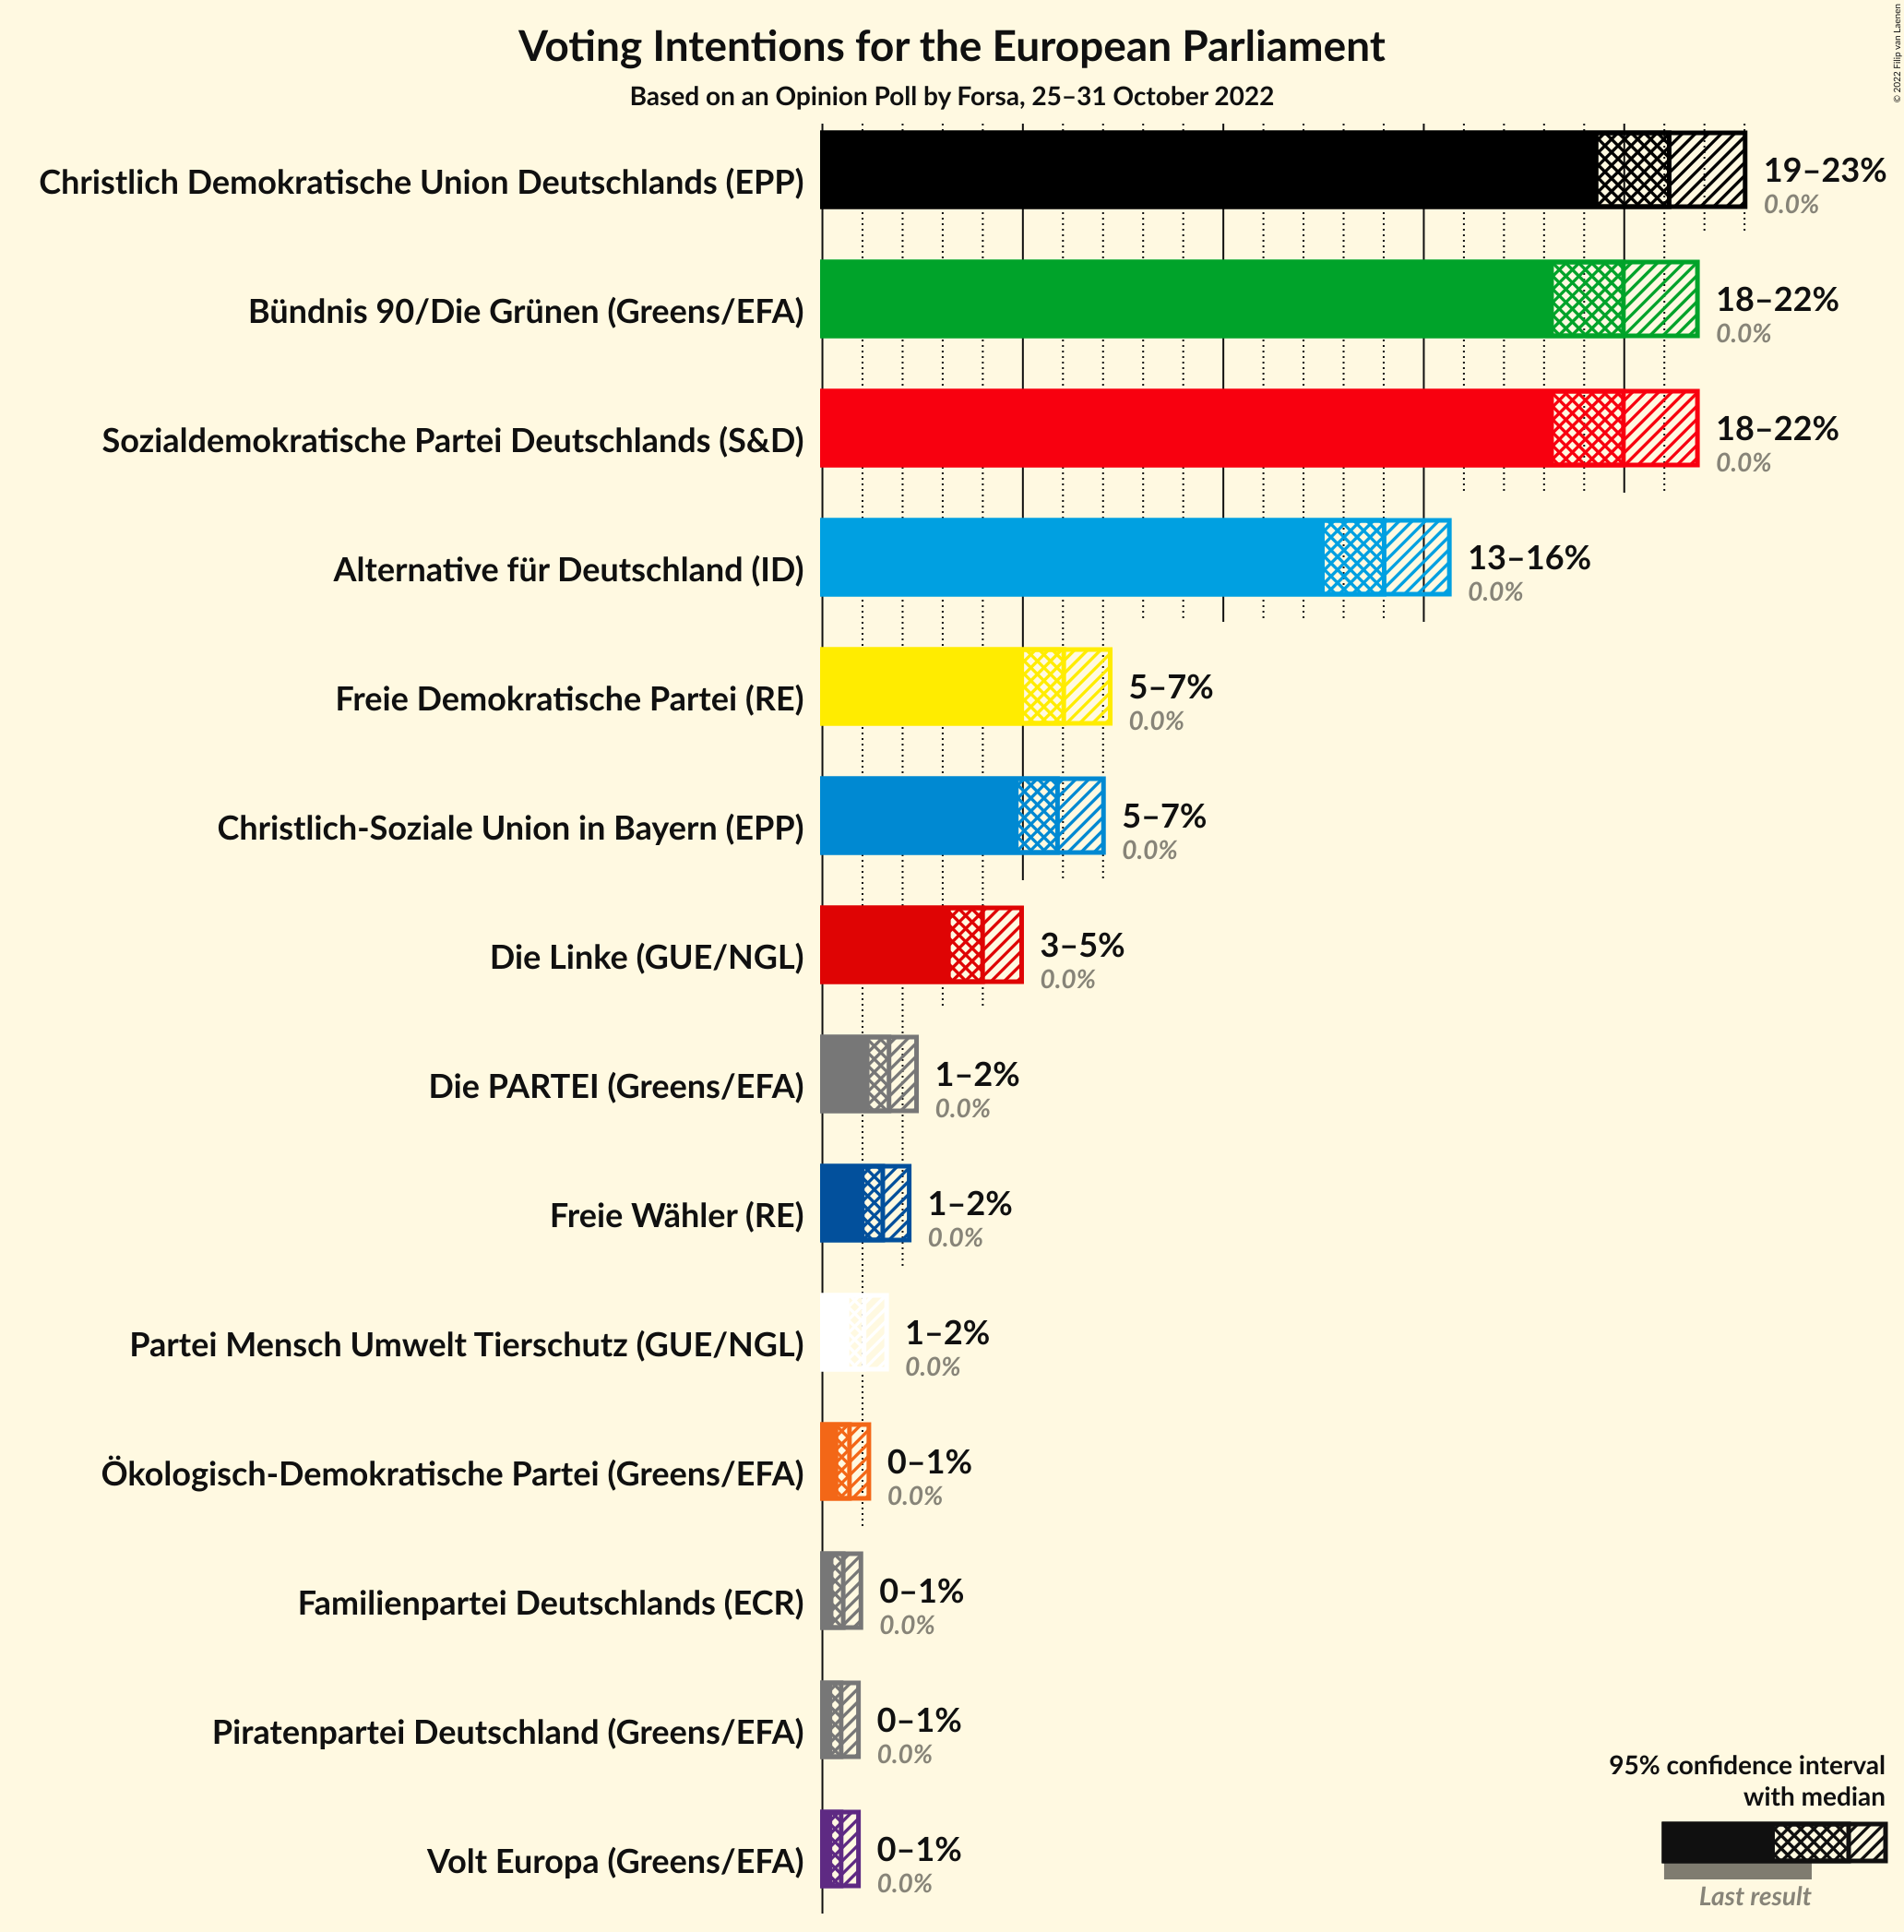 Voting Intentions for the European Parliament
Based on an Opinion Poll by Forsa, 25–31 October 2022
© 2022 Filip van Laenen
Christlich Demokratische Union Deutschlands (EPP)
19–23%
0.0%
Bündnis 90/Die Grünen (Greens/EFA)
18–22%
0.0%
Sozialdemokratische Partei Deutschlands (S&D)
18–22%
0.0%
Alternative für Deutschland (ID)
13–16%
0.0%
Freie Demokratische Partei (RE)
5–7%
0.0%
Christlich-Soziale Union in Bayern (EPP)
5–7%
0.0%
Die Linke (GUE/NGL)
3–5%
0.0%
Die PARTEI (Greens/EFA)
1–2%
0.0%
Freie Wähler (RE)
1–2%
0.0%
Partei Mensch Umwelt Tierschutz (GUE/NGL)
1–2%
0.0%
Ökologisch-Demokratische Partei (Greens/EFA)
0–1%
0.0%
Familienpartei Deutschlands (ECR)
0–1%
0.0%
Piratenpartei Deutschland (Greens/EFA)
0–1%
0.0%
Volt Europa (Greens/EFA)
0–1%
0.0%
95% confidence interval
with median
Last result